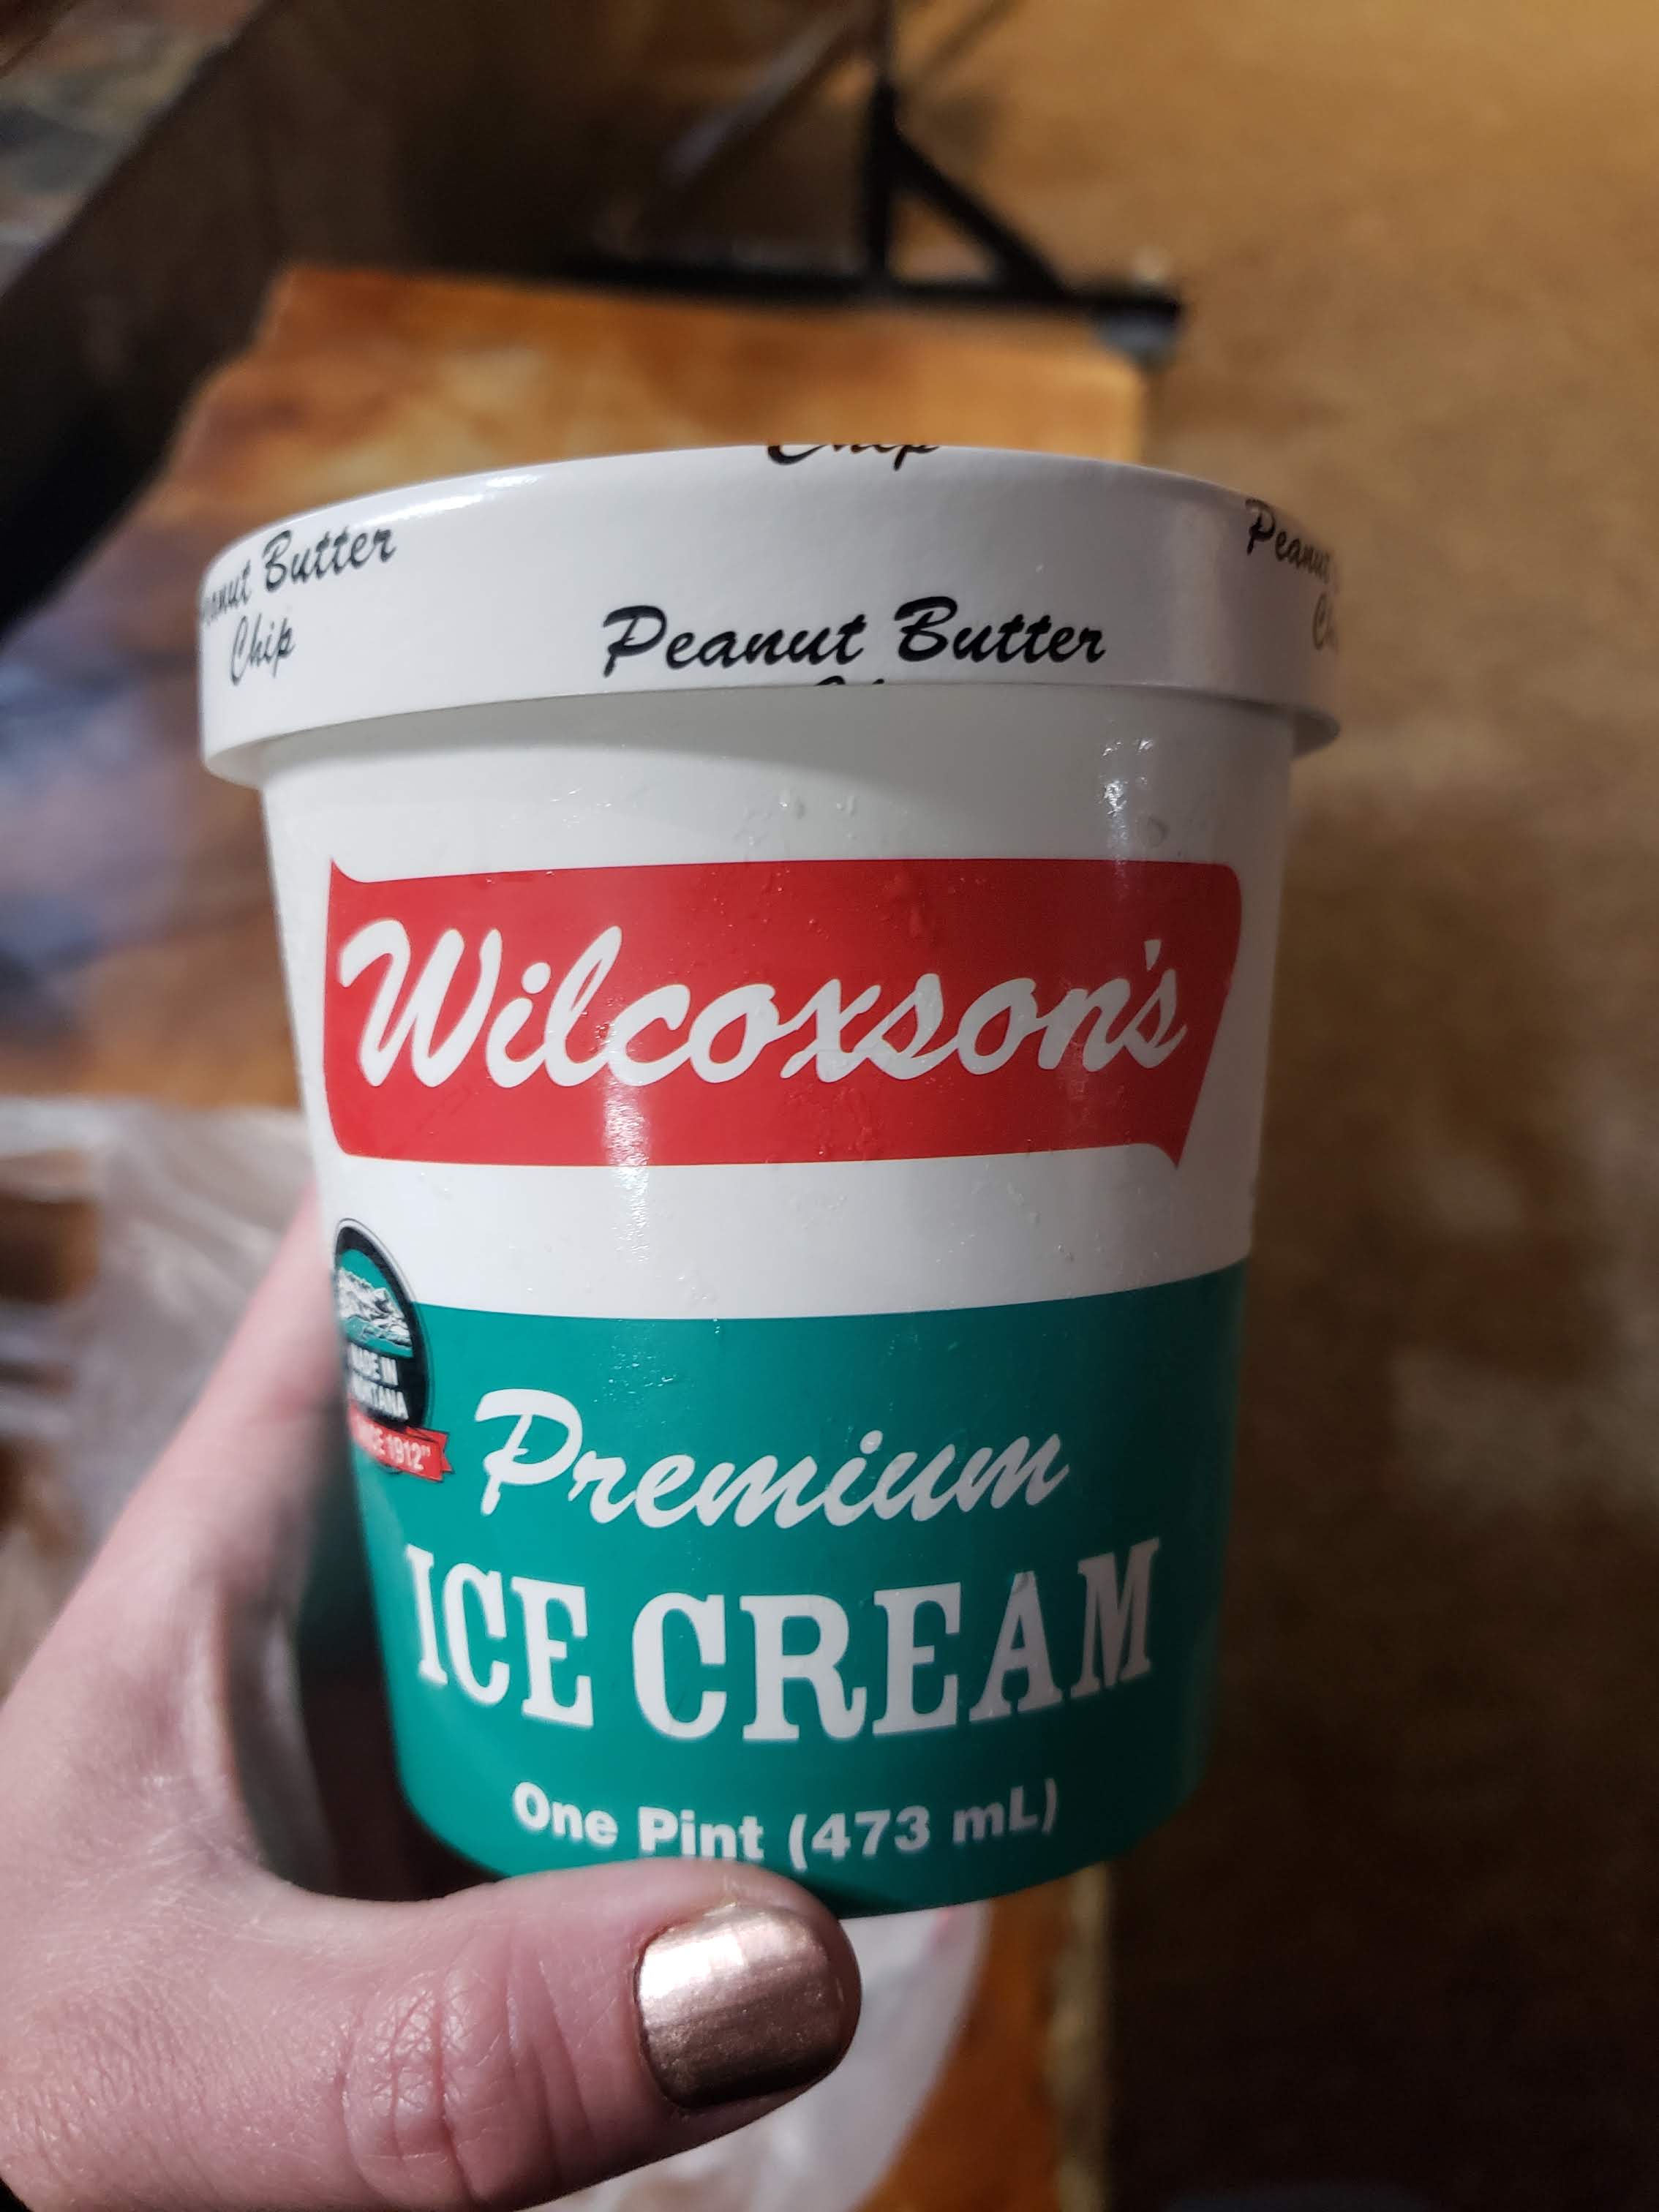 Chip
Peanut Butter
Chip
Peanut Butter
Peanut
Wilcoxson's
MADE IN
MONTANA
SINCE 1912"
Premium
ICE CREAM
One Pint (473 mL)